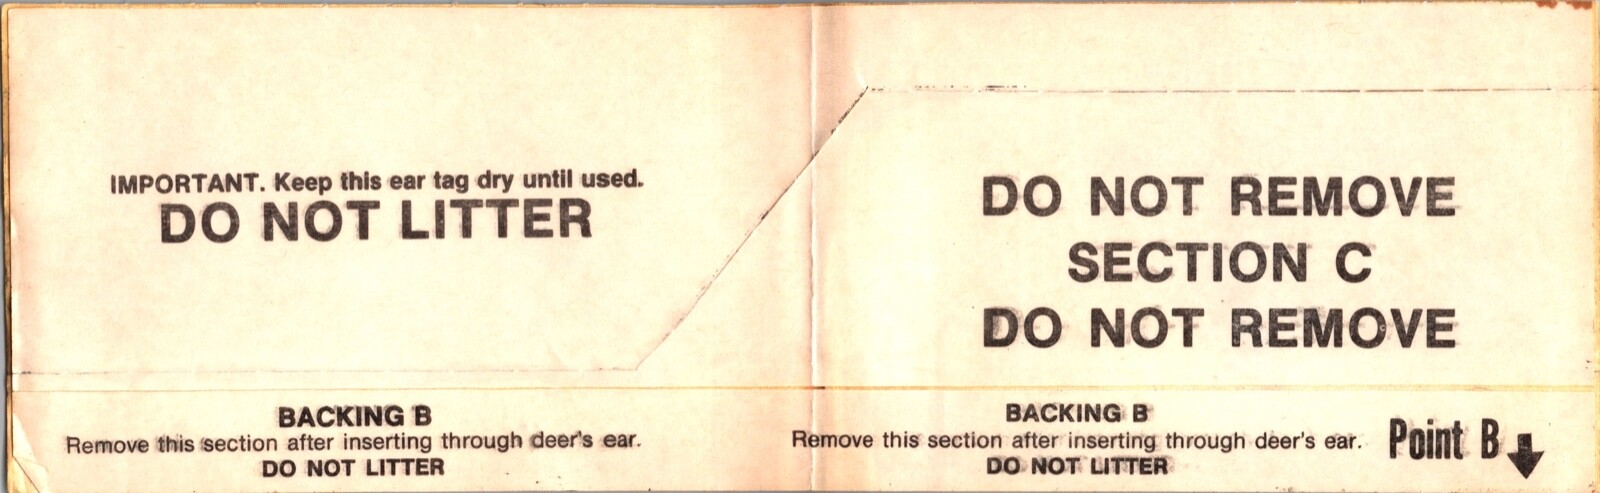 IMPORTANT. Keep this ear tag dry until used.
DO NOT LITTER
DO NOT REMOVE
SECTION C
DO NOT REMOVE
BACKING B
Remove this section after inserting through deer's ear.
DO NOT LITTER
BACKING B
Remove this section after inserting through deer's ear.
DO NOT LITTER
Point B